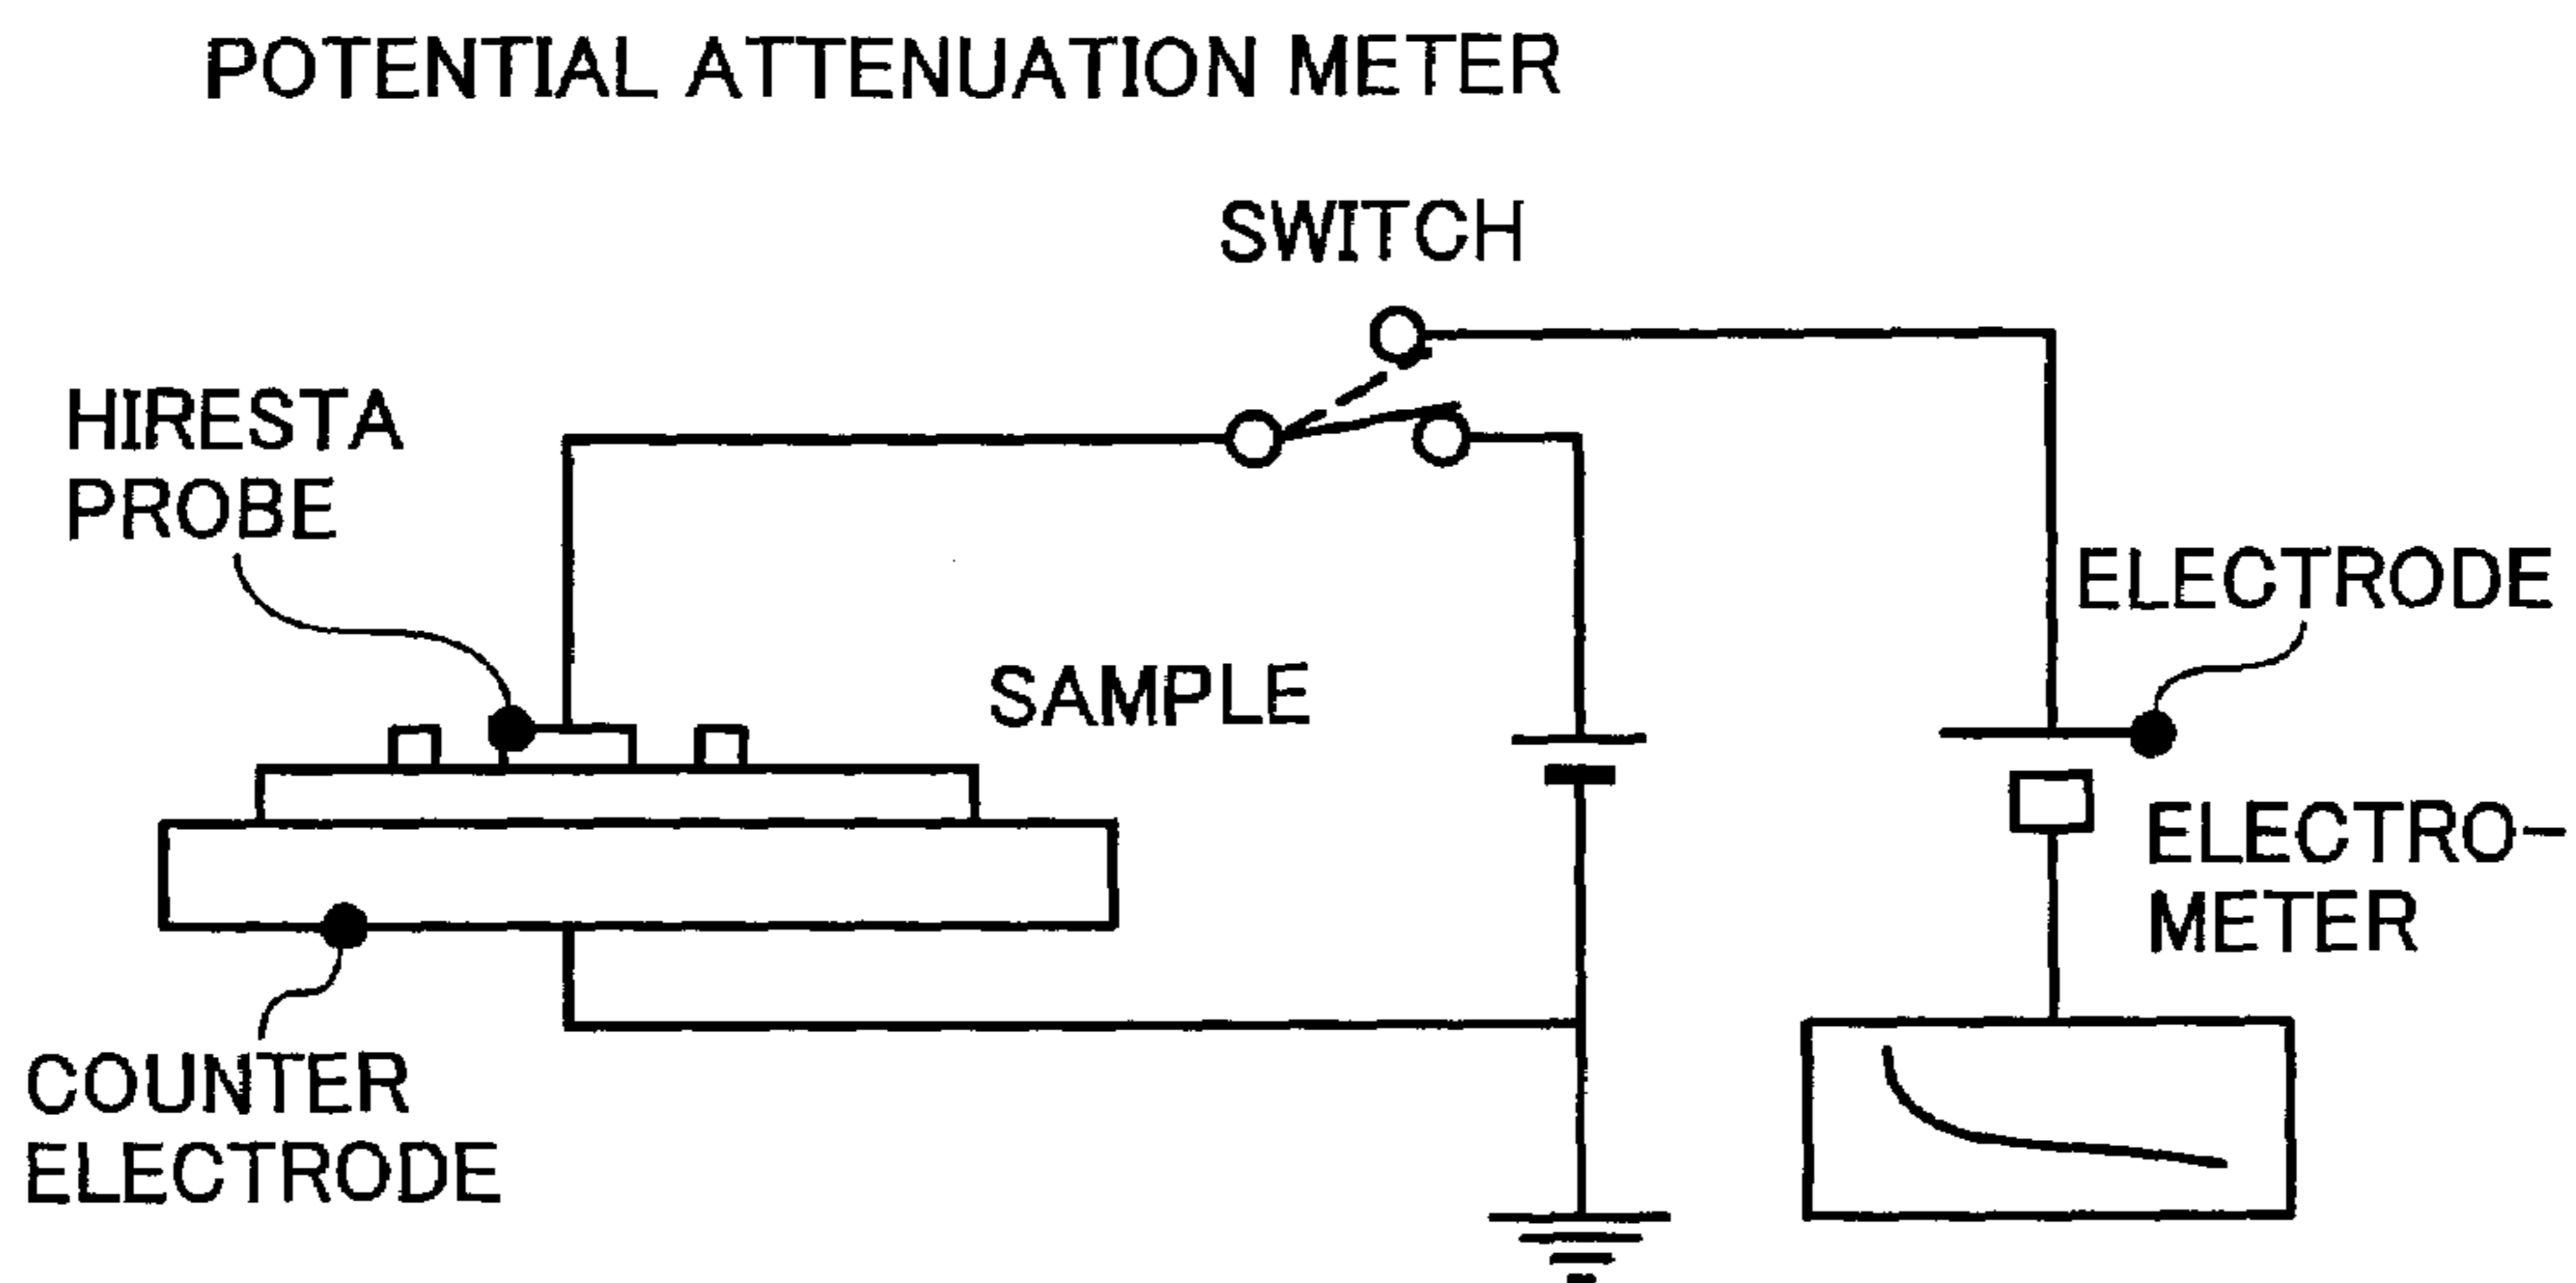 POTENTIAL ATTENUATION METER
SWITCH
HIRESTA
PROBE
ELECTRODE
SAMPLE
ELECTRO-
METER
COUNTER
ELECTRODE